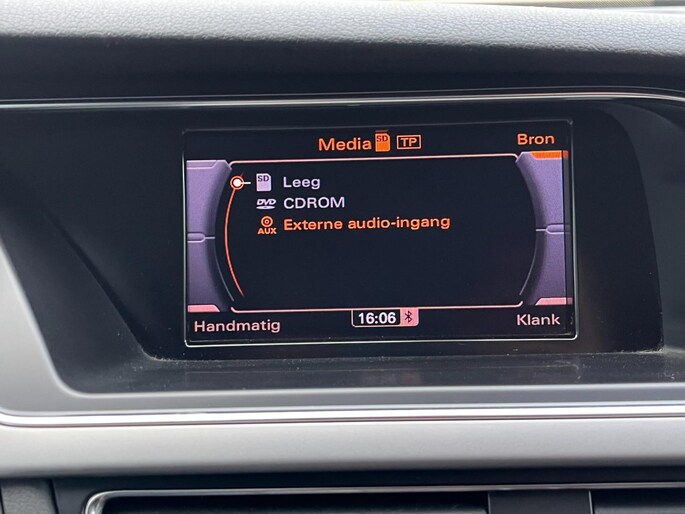 Media SD TP Bron
SD Leeg
DVD CDROM
AUX Externe audio-ingang
Handmatig 16:06 Klank